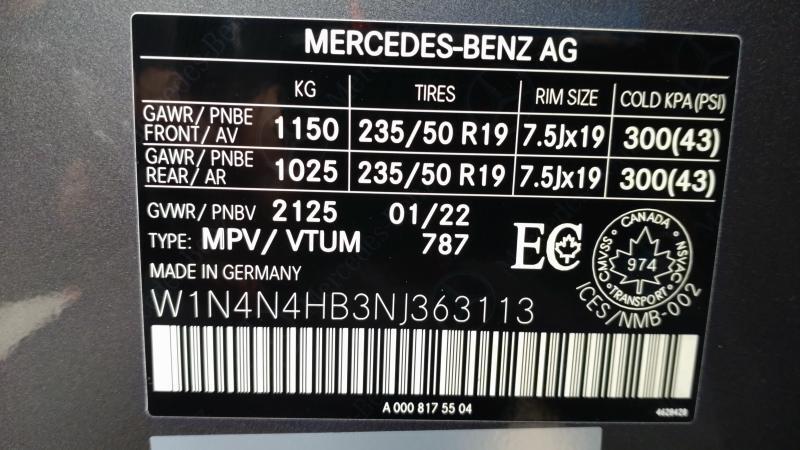 MERCEDES-BENZ AG
KG TIRES RIM SIZE COLD KPA(PSI)
GAWR/ PNBE FRONT/ AV 1150 235/50 R19 7.5Jx19 300(43)
GAWR/ PNBE REAR/ AR 1025 235/50 R19 7.5Jx19 300(43)
GVWR/ PNBV 2125 01/22
TYPE: MPV/ VTUM 787
EC
CANADA
CMVSS 974 NSVAC
TRANSPORT
ICES/NMB-002
MADE IN GERMANY
W1N4N4HB3NJ363113
A 000 817 55 04
4628428